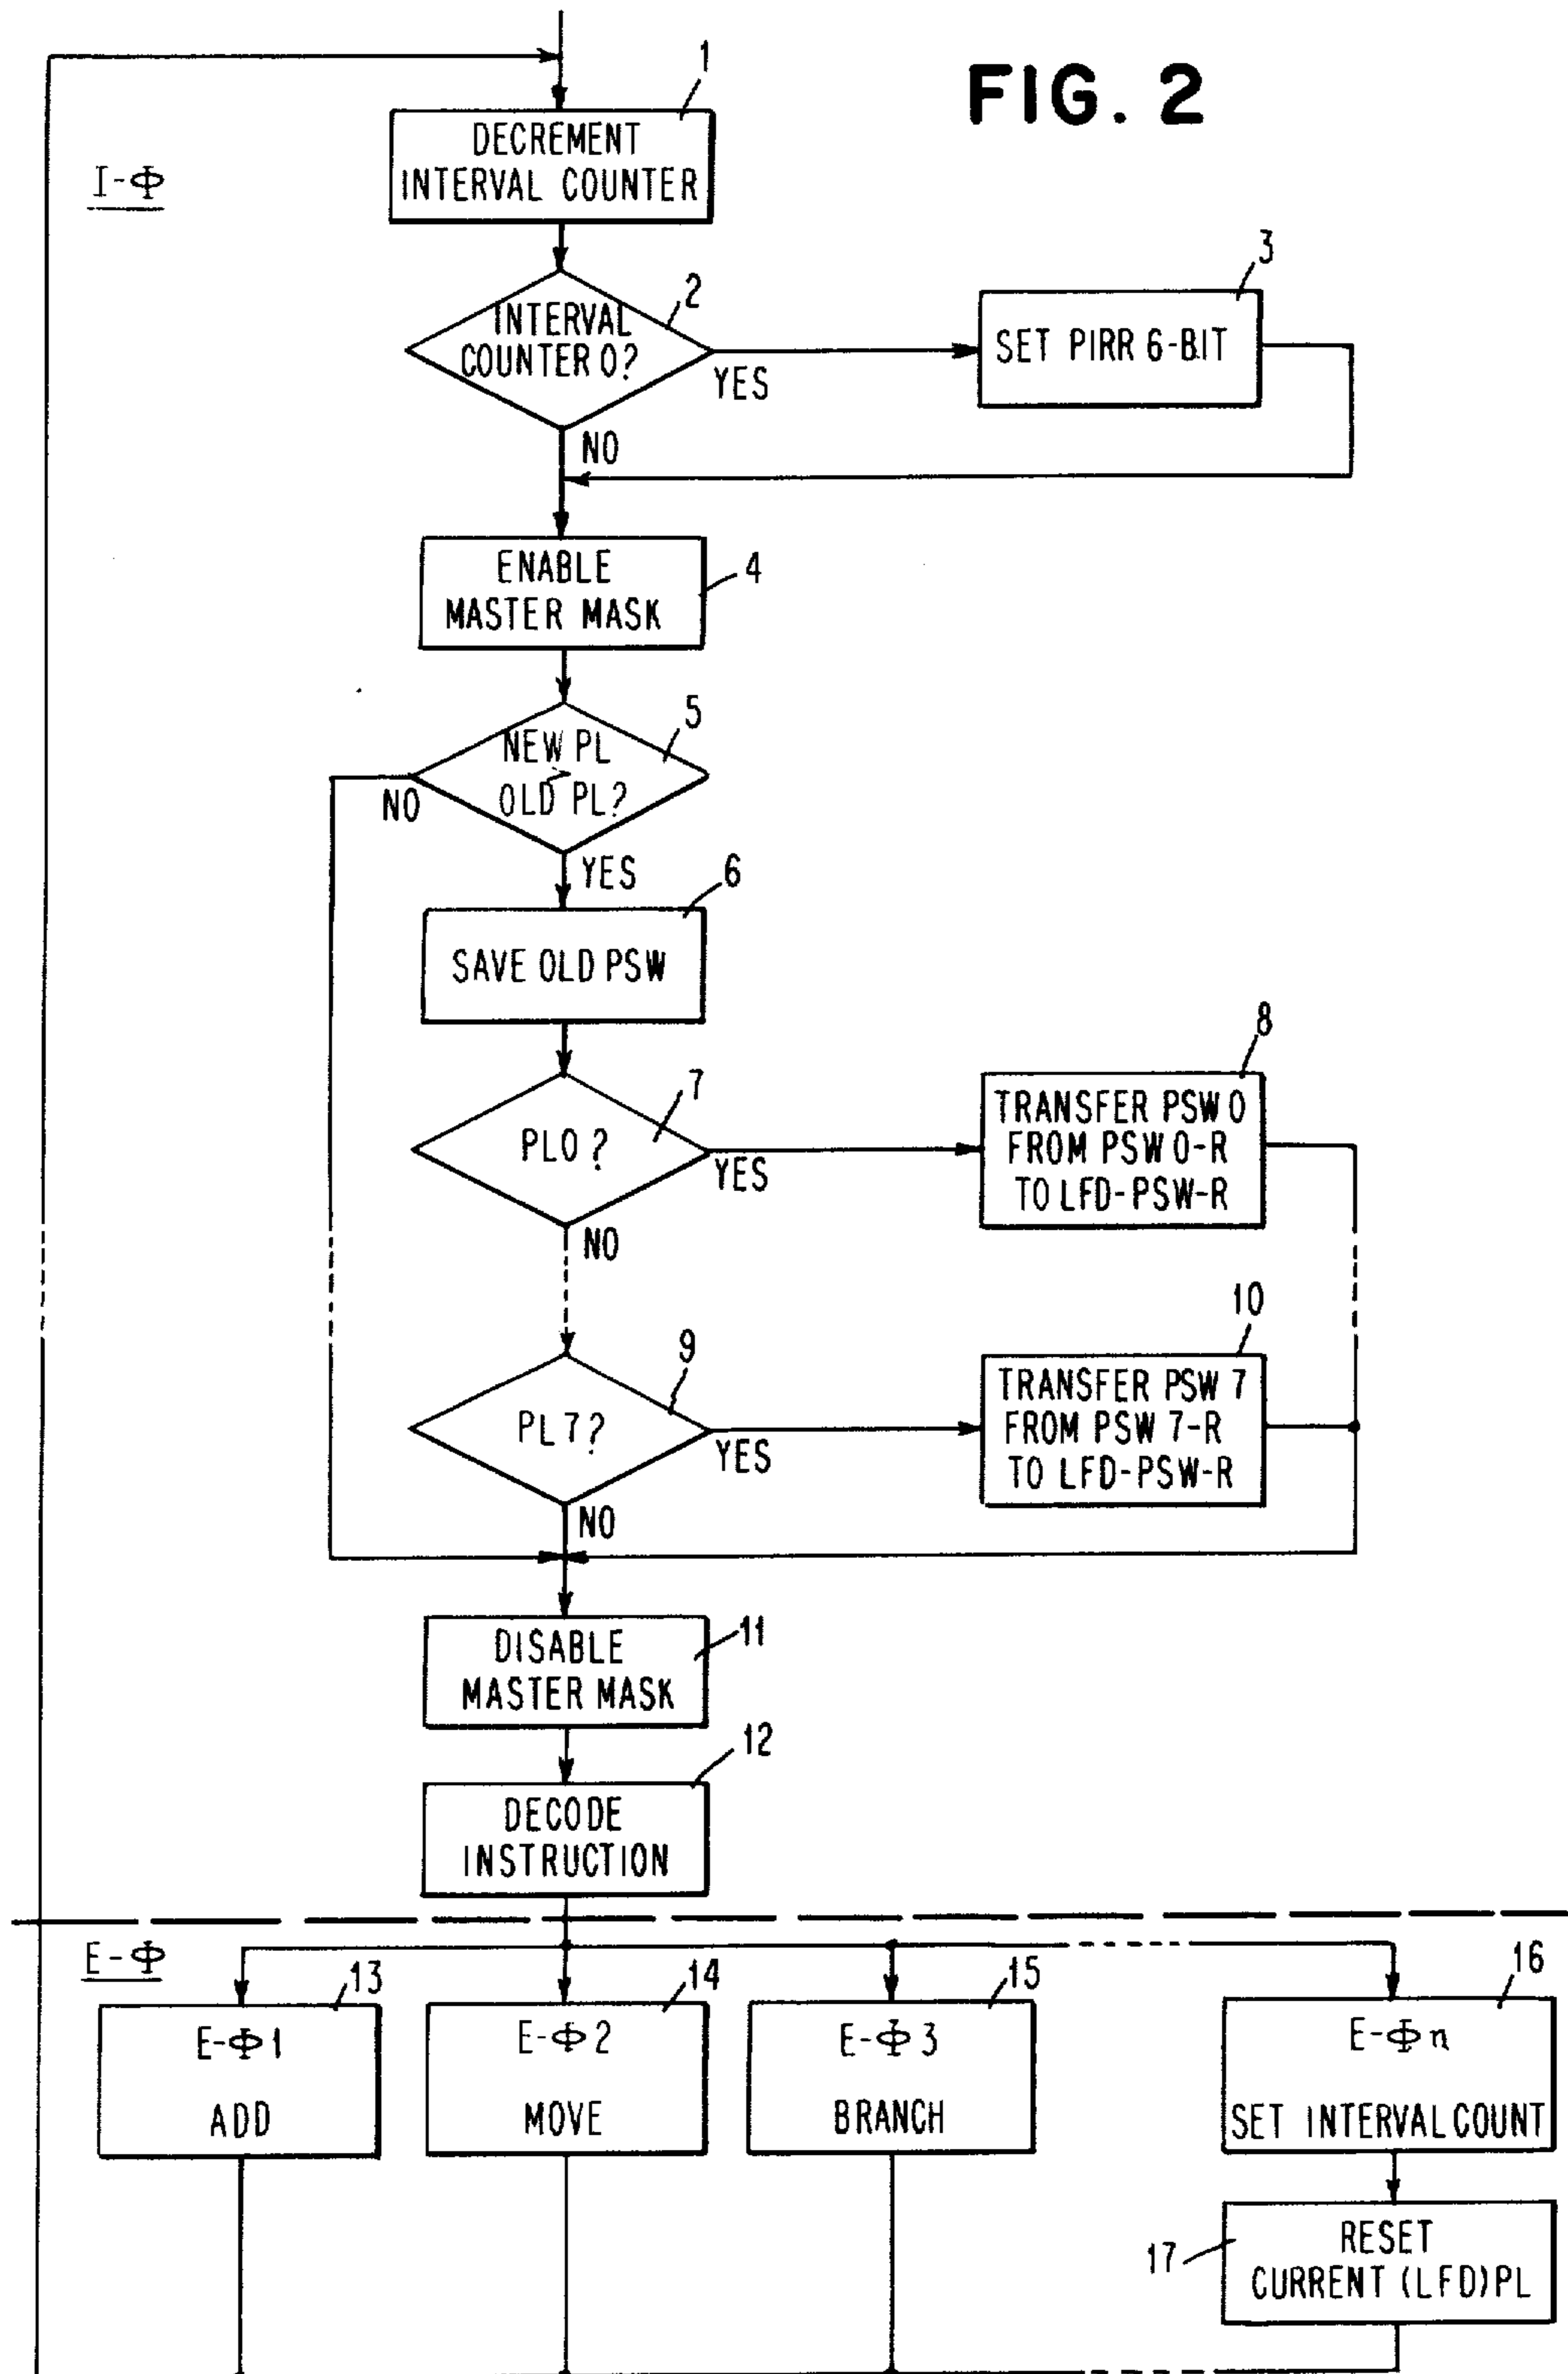 FIG. 2
1
DECREMENT
INTERVAL COUNTER
I-Φ
2
INTERVAL
COUNTER 0?
YES
NO
3
SET PIRR 6-BIT
4
ENABLE
MASTER MASK
5
NEW PL
>
OLD PL?
NO
YES
6
SAVE OLD PSW
7
PL0?
YES
NO
8
TRANSFER PSW 0
FROM PSW 0-R
TO LFD-PSW-R
9
PL7?
YES
NO
10
TRANSFER PSW 7
FROM PSW 7-R
TO LFD-PSW-R
11
DISABLE
MASTER MASK
12
DECODE
INSTRUCTION
E-Φ
13
E-Φ1
ADD
14
E-Φ2
MOVE
15
E-Φ3
BRANCH
16
E-Φn
SET INTERVAL COUNT
17
RESET
CURRENT (LFD) PL